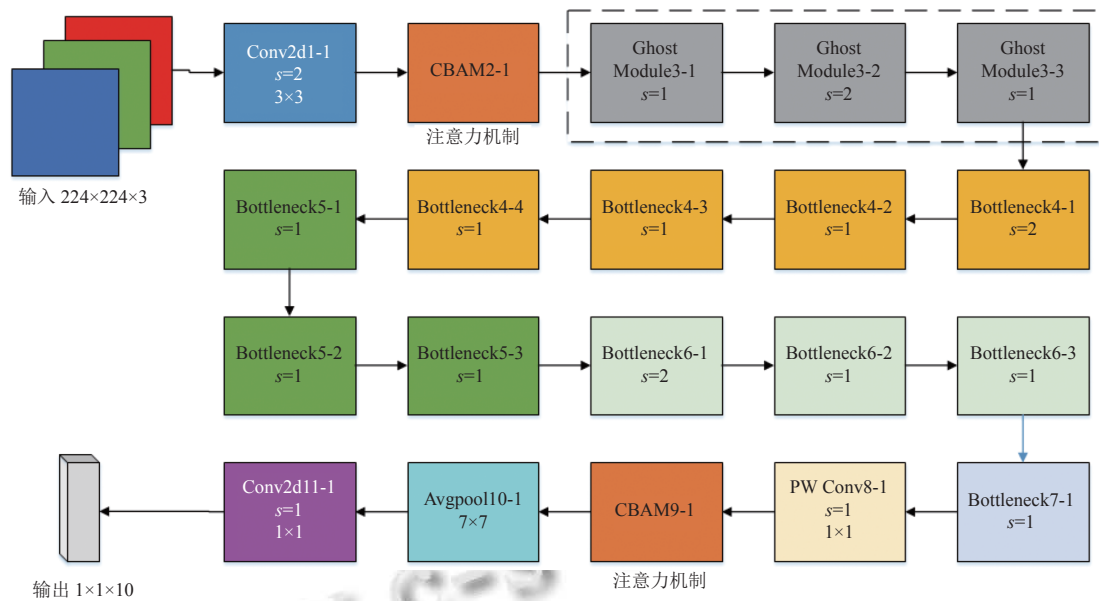 Conv2d1-1
s=2
3×3
CBAM2-1
注意力机制
Ghost
Module3-1
s=1
Ghost
Module3-2
s=2
Ghost
Module3-3
s=1
输入 224×224×3
Bottleneck5-1
s=1
Bottleneck4-4
s=1
Bottleneck4-3
s=1
Bottleneck4-2
s=1
Bottleneck4-1
s=2
Bottleneck5-2
s=1
Bottleneck5-3
s=1
Bottleneck6-1
s=2
Bottleneck6-2
s=1
Bottleneck6-3
s=1
Conv2d11-1
s=1
1×1
Avgpool10-1
7×7
CBAM9-1
注意力机制
PW Conv8-1
s=1
1×1
Bottleneck7-1
s=1
输出 1×1×10